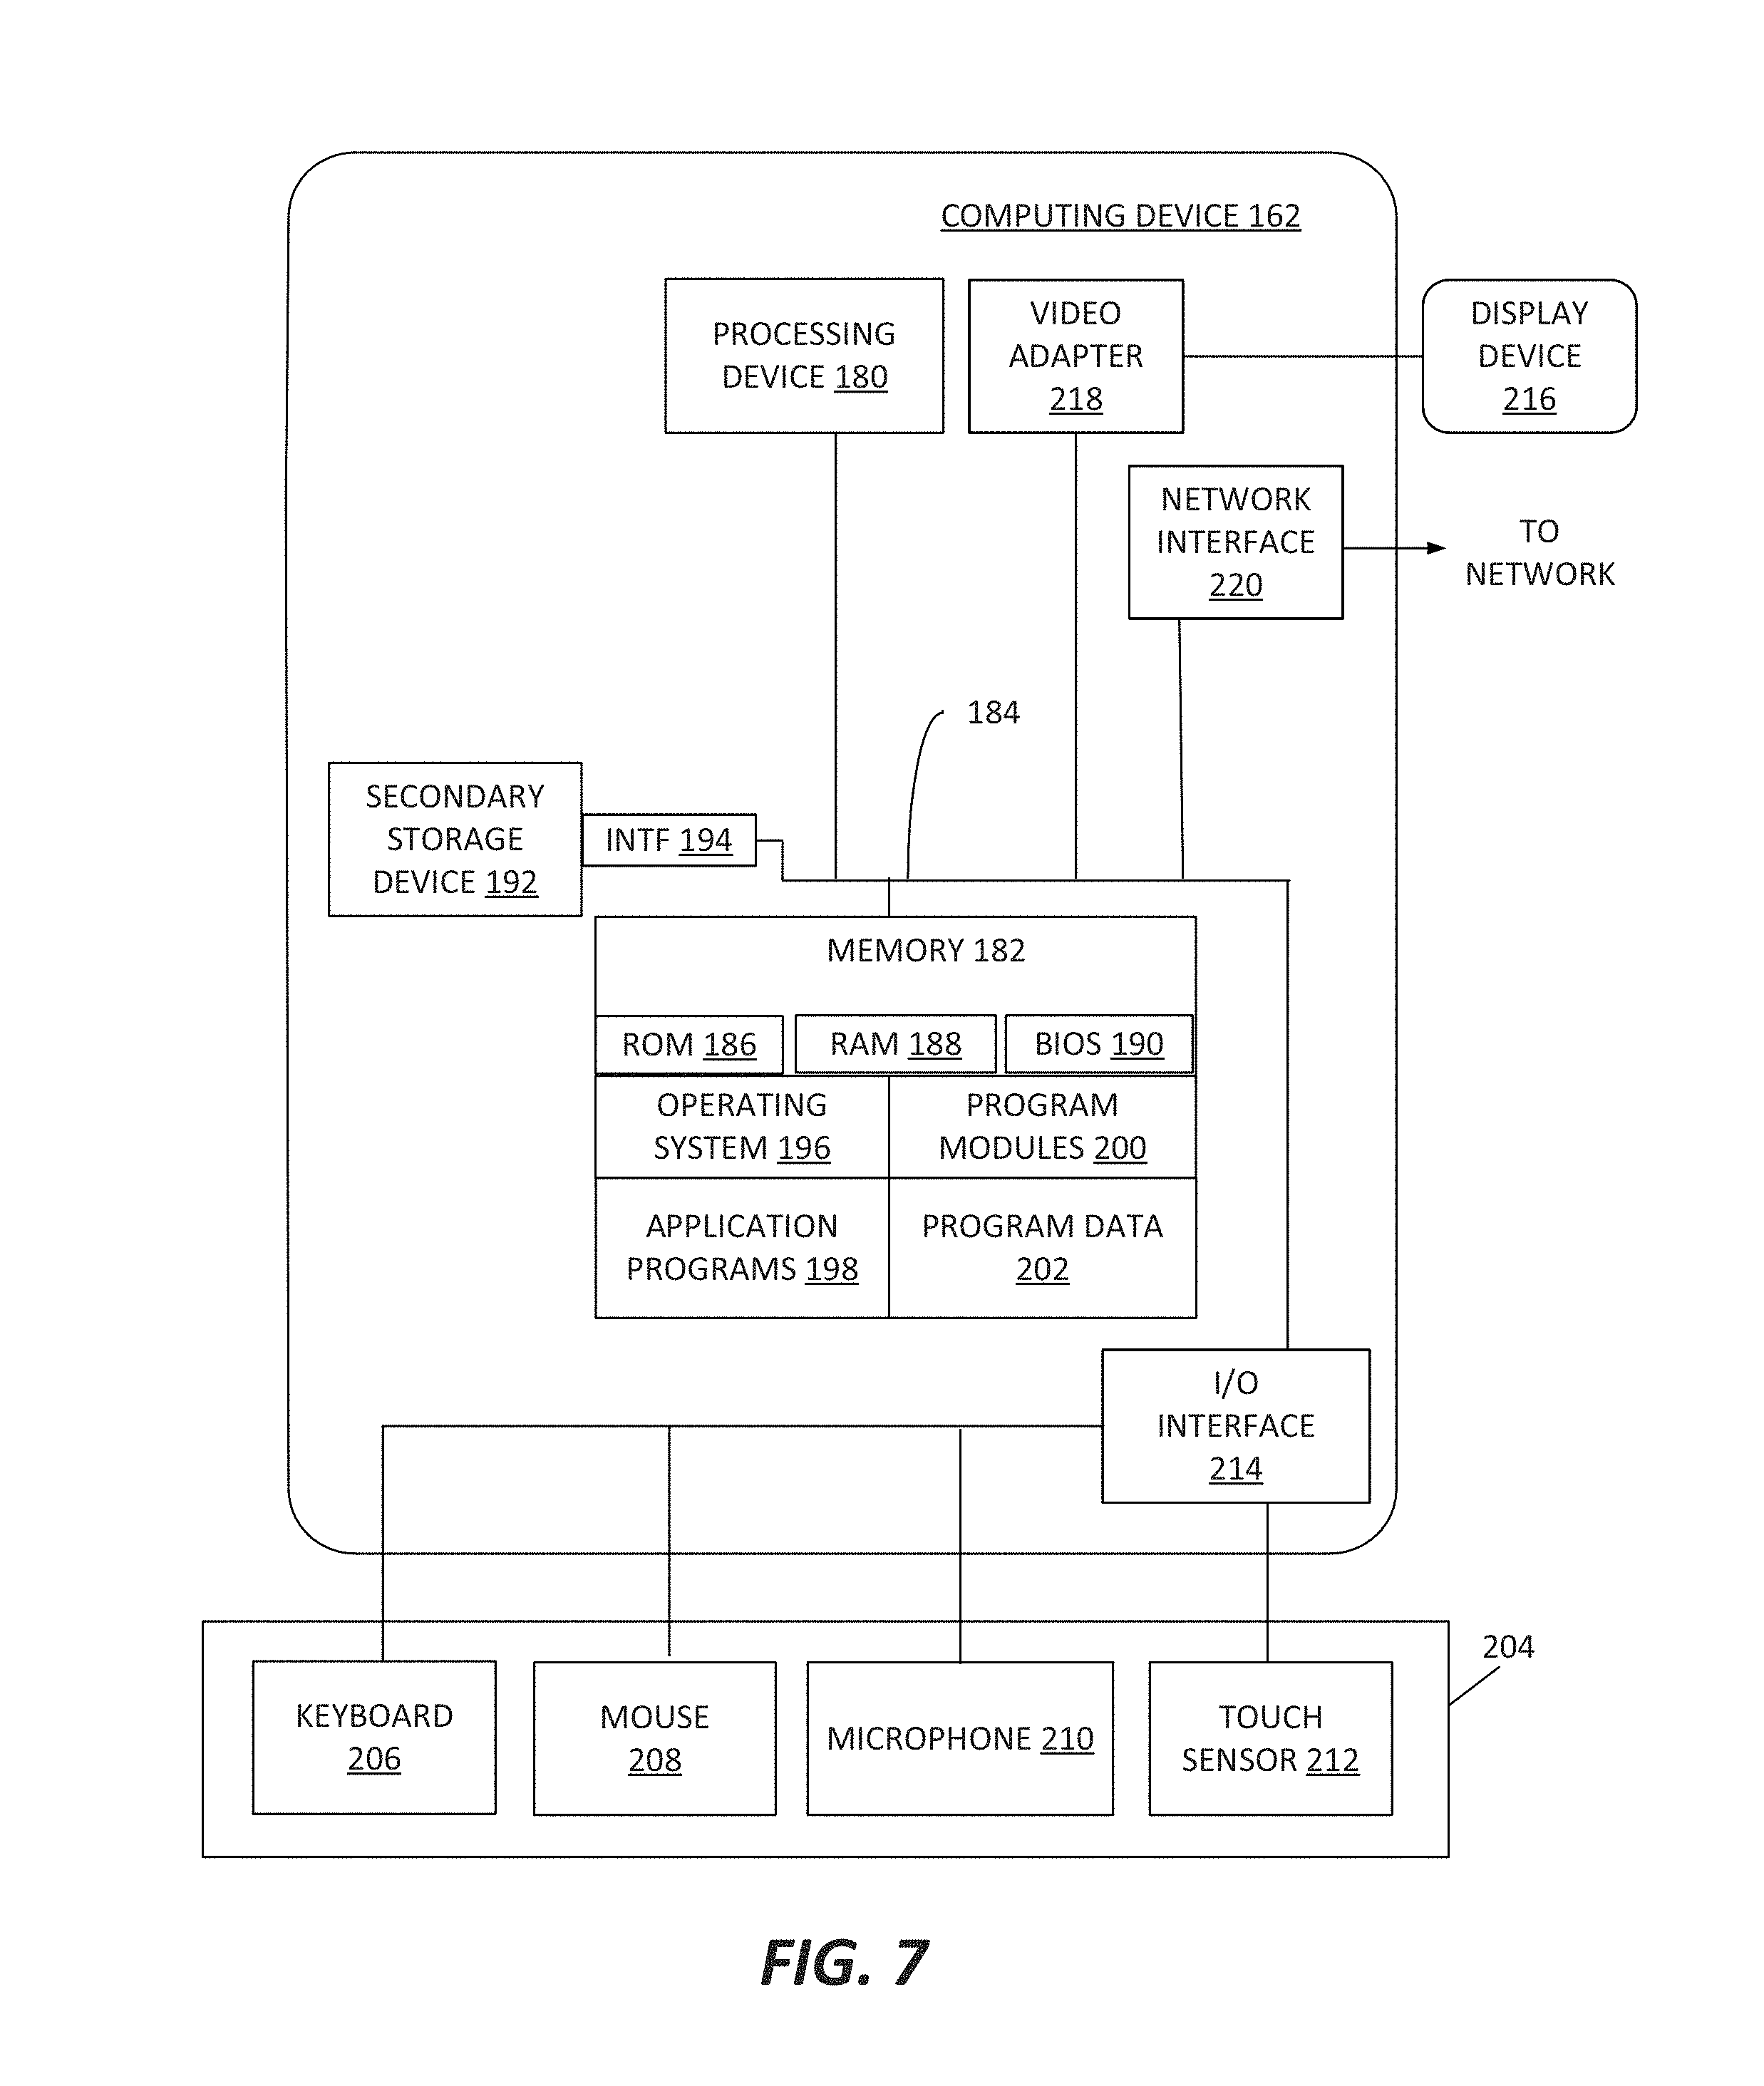 COMPUTING DEVICE 162
PROCESSING
DEVICE 180
VIDEO
ADAPTER
218
DISPLAY
DEVICE
216
NETWORK
INTERFACE
220
TO
NETWORK
184
SECONDARY
STORAGE
DEVICE 192
INTF 194
MEMORY 182
ROM 186
RAM 188
BIOS 190
OPERATING
SYSTEM 196
PROGRAM
MODULES 200
APPLICATION
PROGRAMS 198
PROGRAM DATA
202
I/O
INTERFACE
214
204
KEYBOARD
206
MOUSE
208
MICROPHONE 210
TOUCH
SENSOR 212
FIG. 7